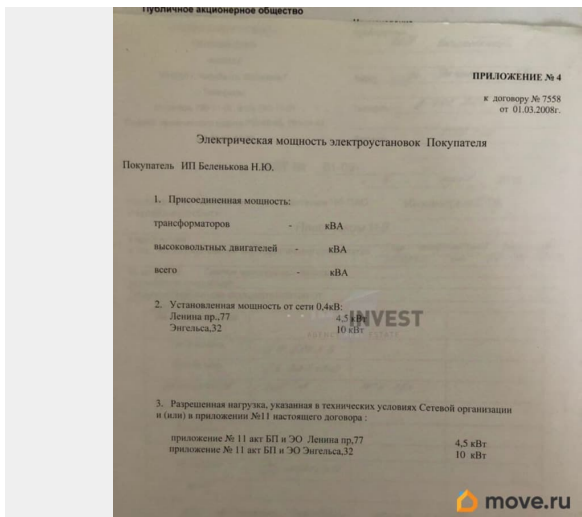 Публичное акционерное общество
ПРИЛОЖЕНИЕ № 4
к договору № 7558
от 01.03.2008г.
Электрическая мощность электроустановок Покупателя
Покупатель ИП Беленькова Н.Ю.
1. Присоединенная мощность:
трансформаторов - кВА
высоковольтных двигателей - кВА
всего - кВА
2. Установленная мощность от сети 0,4кВ:
Ленина пр.,77 4,5 кВт
Энгельса,32 10 кВт
INVEST
3. Разрешенная нагрузка, указанная в технических условиях Сетевой организации
и (или) в приложении №11 настоящего договора :
приложение № 11 акт БП и ЭО Ленина пр,77 4,5 кВт
приложение № 11 акт БП и ЭО Энгельса,32 10 кВт
move.ru